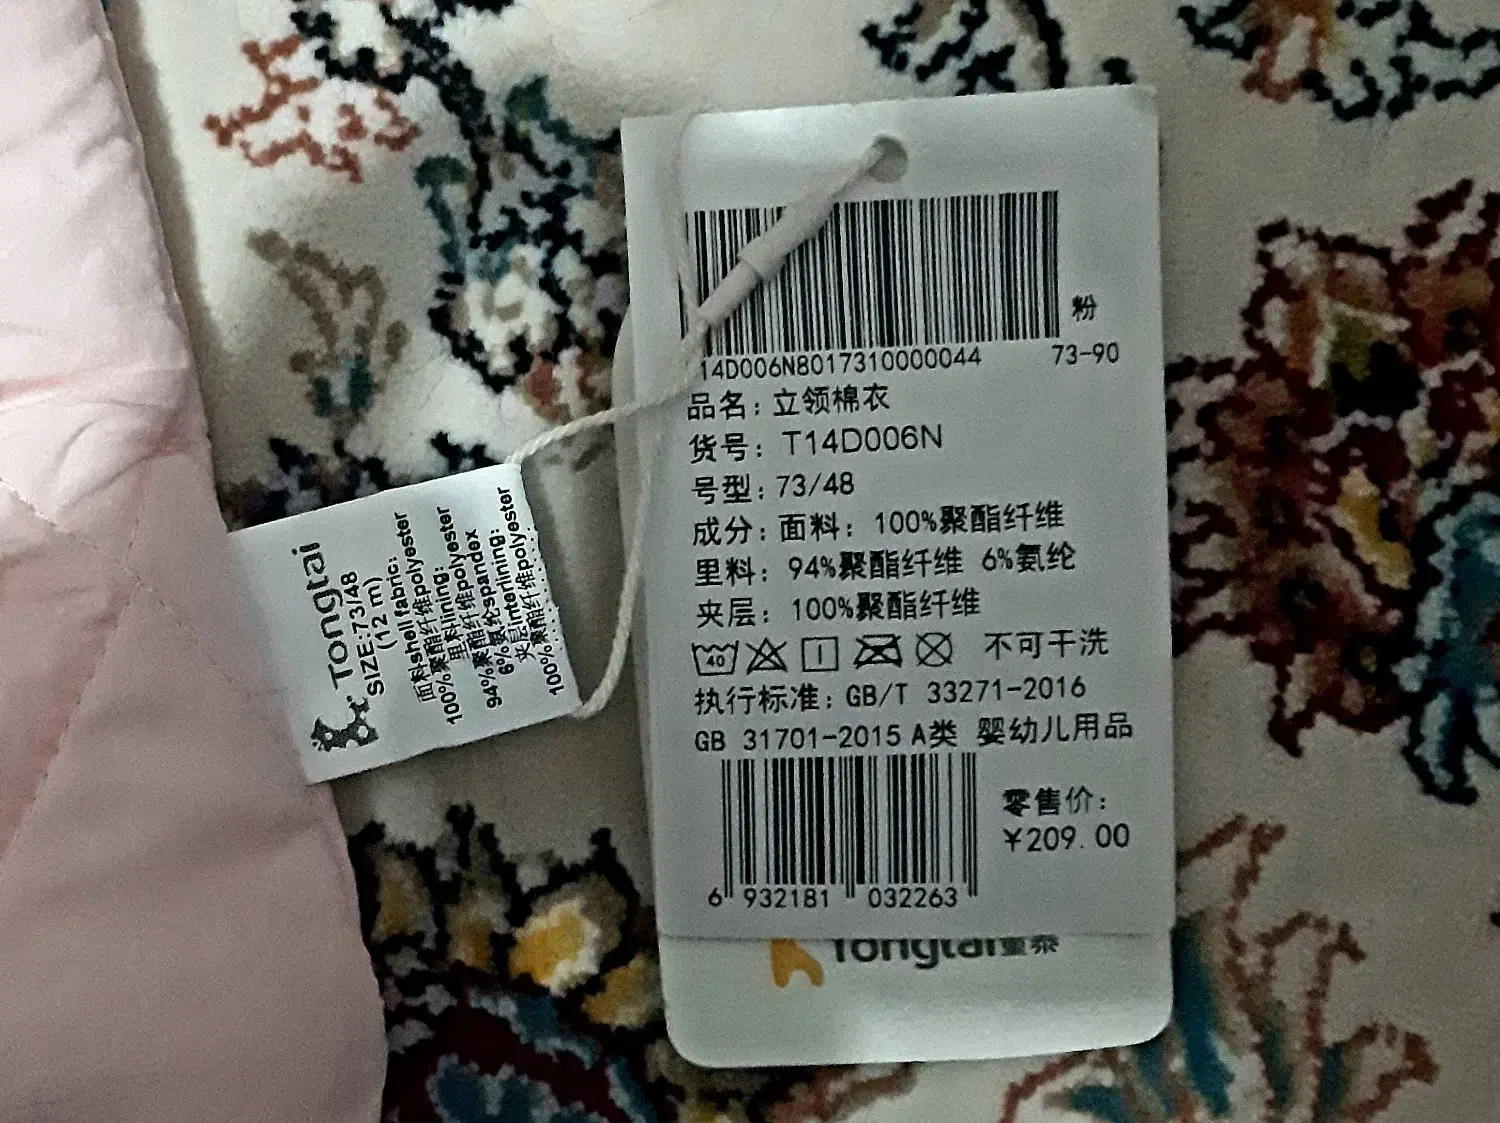 粉
14D006N8017310000044 73-90
品名: 立领棉衣
货号: T14D006N
号型: 73/48
成分: 面料: 100%聚酯纤维
里料: 94%聚酯纤维 6%氨纶
夹层: 100%聚酯纤维
40 不可干洗
执行标准: GB/T 33271-2016
GB 31701-2015 A类 婴幼儿用品
零售价:
￥209.00
6 932181 032263
Tongtai童泰
Tongtai
SIZE:73/48
(12 m)
面料shell fabric:
100%聚酯纤维polyester
里料lining:
94%聚酯纤维polyester
6%氨纶spandex
夹层interlining:
100%聚酯纤维polyester